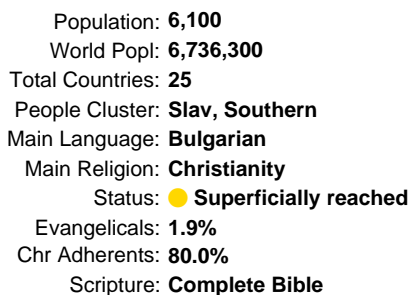 Population: 6,100
World Popl: 6,736,300
Total Countries: 25
People Cluster: Slav, Southern
Main Language: Bulgarian
Main Religion: Christianity
Status: Superficially reached
Evangelicals: 1.9%
Chr Adherents: 80.0%
Scripture: Complete Bible